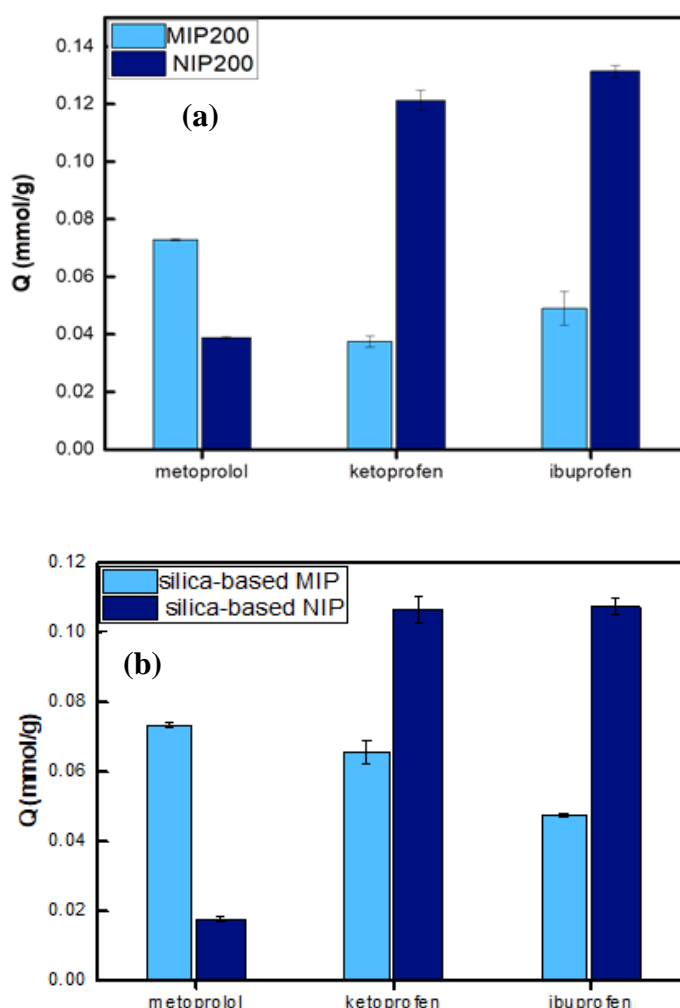 0.14
MIP200
NIP200
0.12
(a)
0.10
0.08
0.06
0.04
0.02
0.00
Q (mmol/g)
metoprolol ketoprofen ibuprofen
0.12
silica-based MIP
silica-based NIP
0.10
(b)
0.08
0.06
0.04
0.02
0.00
Q (mmol/g)
metoprolol ketoprofen ibuprofen